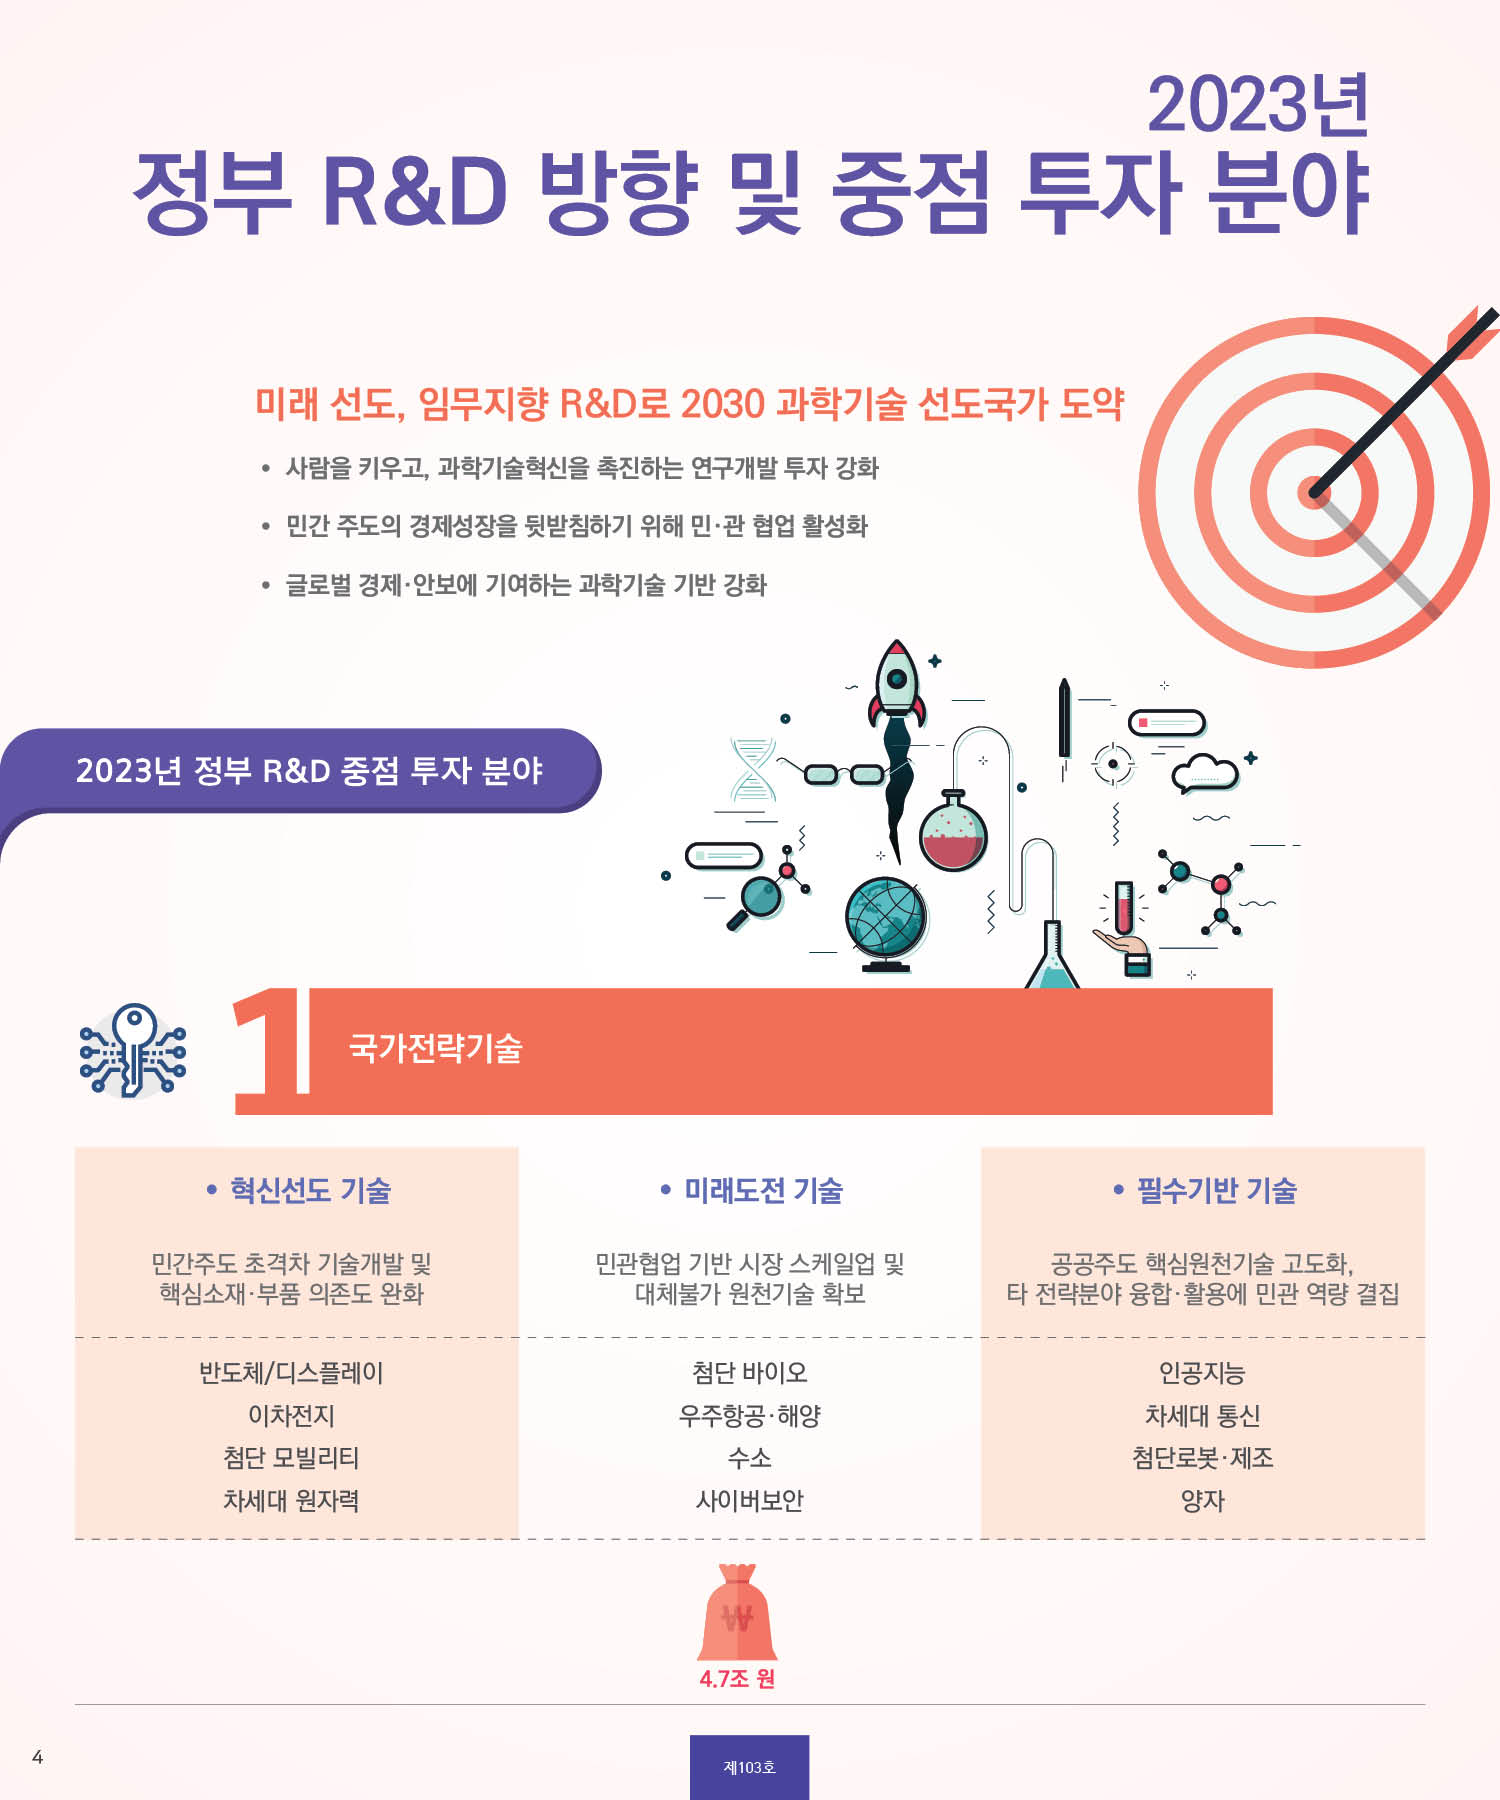 2023년
정부 R&D 방향 및 중점 투자 분야
미래 선도, 임무지향 R&D로 2030 과학기술 선도국가 도약
• 사람을 키우고, 과학기술혁신을 촉진하는 연구개발 투자 강화
• 민간 주도의 경제성장을 뒷받침하기 위해 민·관 협업 활성화
• 글로벌 경제·안보에 기여하는 과학기술 기반 강화
2023년 정부 R&D 중점 투자 분야
1 국가전략기술
• 혁신선도 기술
민간주도 초격차 기술개발 및
핵심소재·부품 의존도 완화
반도체/디스플레이
이차전지
첨단 모빌리티
차세대 원자력
• 미래도전 기술
민관협업 기반 시장 스케일업 및
대체불가 원천기술 확보
첨단 바이오
우주항공·해양
수소
사이버보안
• 필수기반 기술
공공주도 핵심원천기술 고도화,
타 전략분야 융합·활용에 민관 역량 결집
인공지능
차세대 통신
첨단로봇·제조
양자
₩
4.7조 원
4
제103호